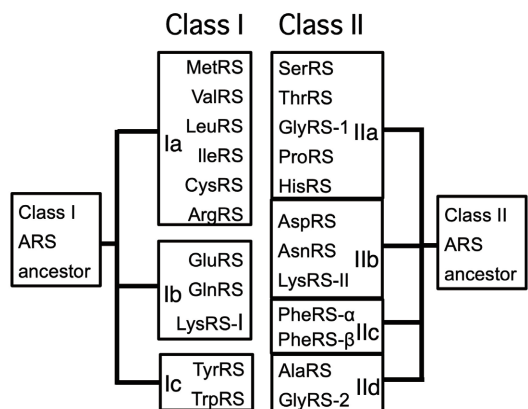 Class I
Class II
Class I
ARS
ancestor
MetRS
ValRS
LeuRS
IleRS
CysRS
ArgRS
Ia
GluRS
GlnRS
LysRS-I
Ib
TyrRS
TrpRS
Ic
SerRS
ThrRS
GlyRS-1
ProRS
HisRS
IIa
AspRS
AsnRS
LysRS-II
IIb
PheRS-α
PheRS-β
IIc
AlaRS
GlyRS-2
IId
Class II
ARS
ancestor